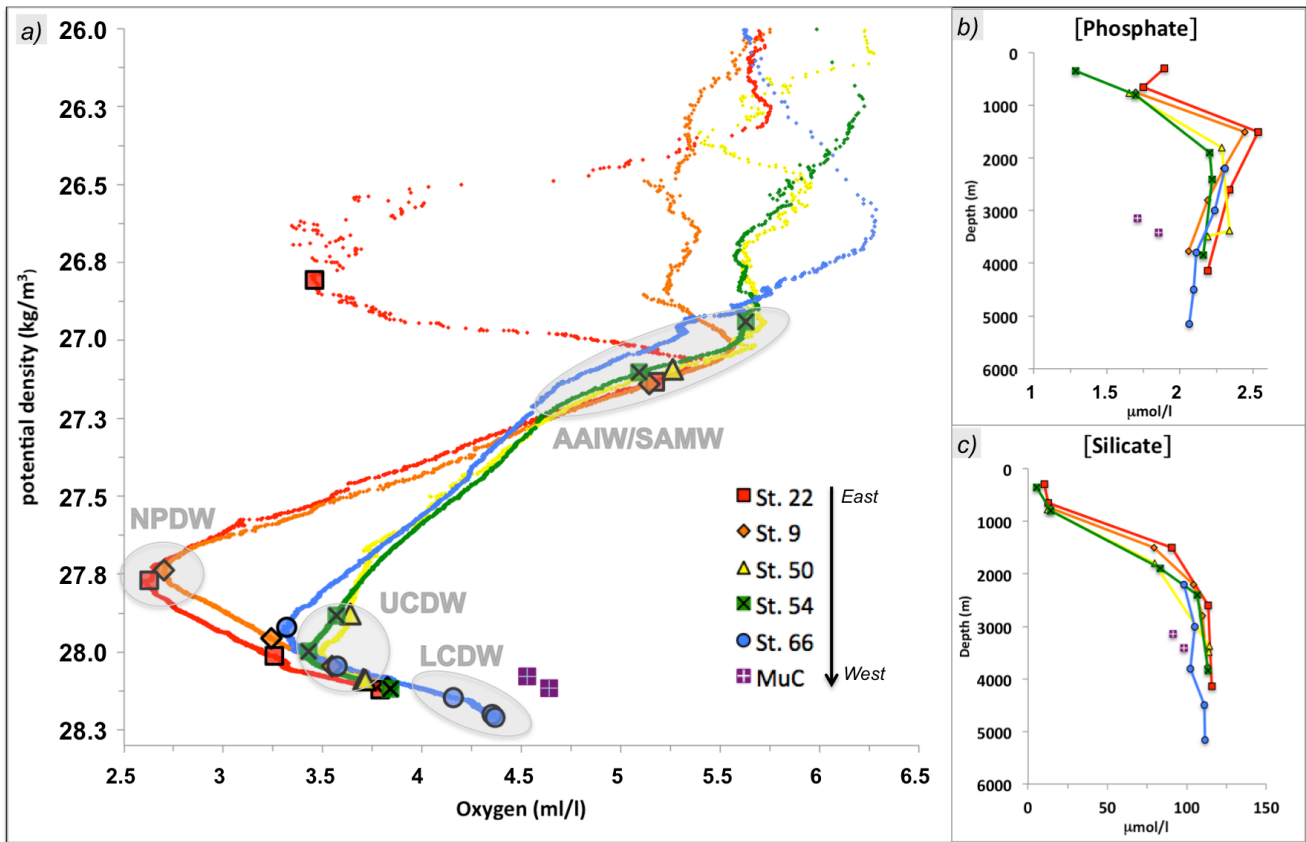 a)
26.0
26.3
26.5
26.8
27.0
27.3
27.5
27.8
28.0
28.3
potential density (kg/m³)
2.5 3 3.5 4 4.5 5 5.5 6 6.5
Oxygen (ml/l)
AAIW/SAMW
NPDW
UCDW
LCDW
St. 22
St. 9
St. 50
St. 54
St. 66
MuC
East
West
b)
[Phosphate]
0
1000
2000
3000
4000
5000
6000
Depth (m)
1 1.5 2 2.5
μmol/l
c)
[Silicate]
0
1000
2000
3000
4000
5000
6000
Depth (m)
0 50 100 150
μmol/l